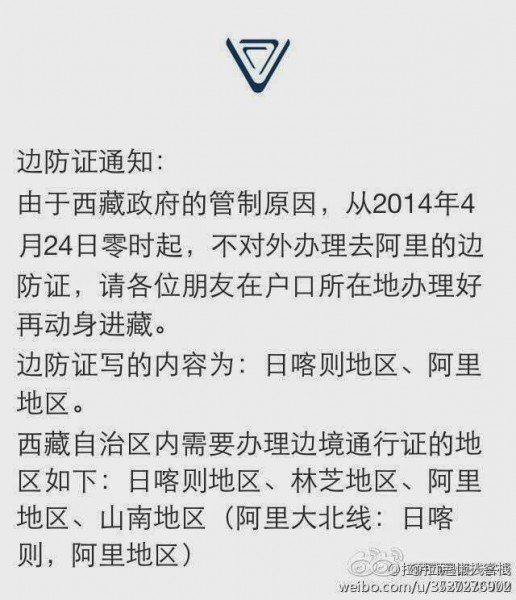 边防证通知：
由于西藏政府的管制原因，从2014年4
月24日零时起，不对外办理去阿里的边
防证，请各位朋友在户口所在地办理好
再动身进藏。
边防证写的内容为：日喀则地区、阿里
地区。
西藏自治区内需要办理边境通行证的地
区如下：日喀则地区、林芝地区、阿里
地区、山南地区（阿里大北线：日喀
则，阿里地区）
weibo.com/u/